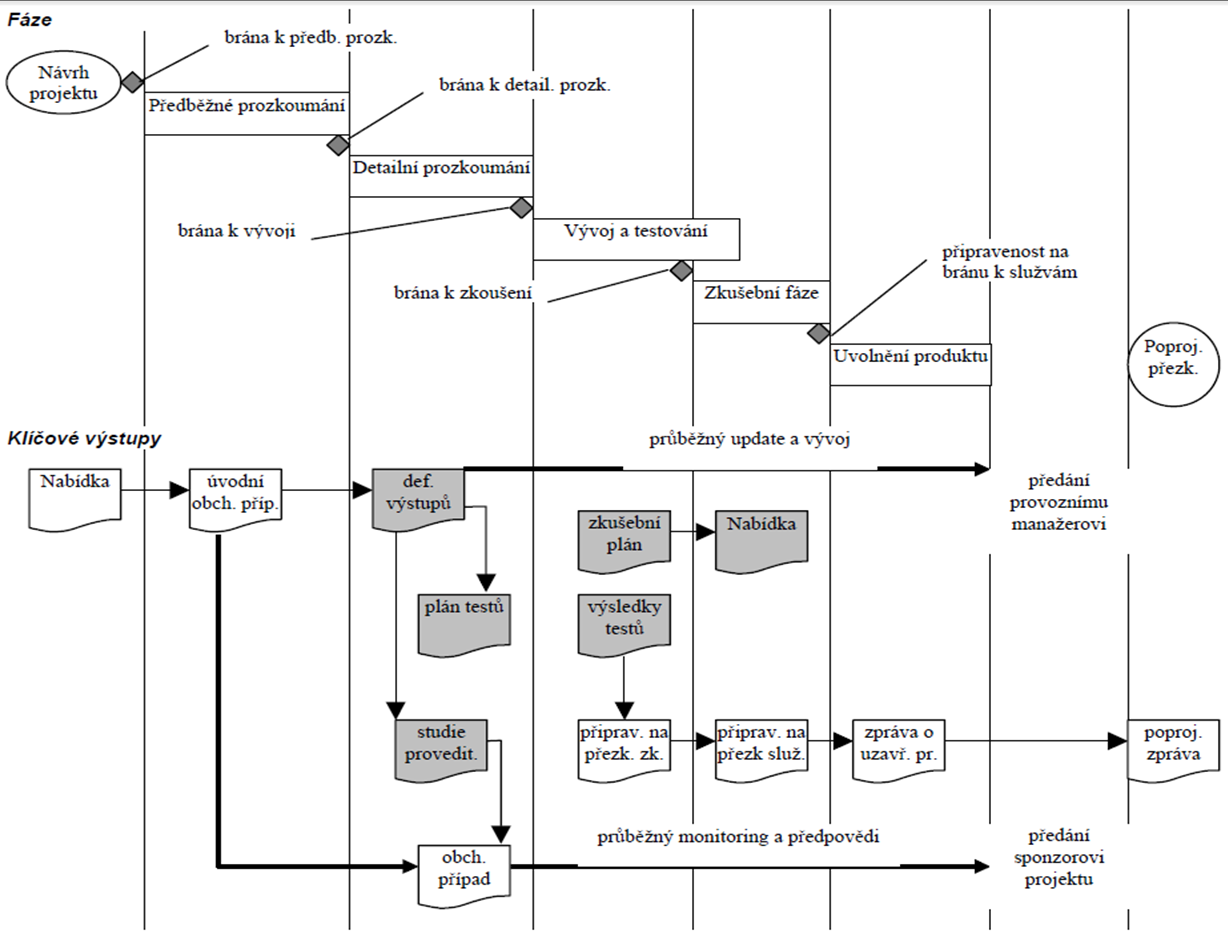 Fáze
brána k předb. prozk.
Návrh
projektu
brána k detail. prozk.
Předběžné prozkoumání
Detailní prozkoumání
brána k vývoji
Vývoj a testování
připravenost na
bránu k službám
brána k zkoušení
Zkušební fáze
Uvolnění produktu
Poproj.
přezk.
Klíčové výstupy
průběžný update a vývoj
Nabídka
úvodní
obch. příp.
def.
výstupů
předání
provoznímu
manažerovi
zkušební
plán
Nabídka
plán testů
výsledky
testů
studie
provedit.
připrav. na
přezk. zk.
připrav. na
přezk služ.
zpráva o
uzavř. pr.
poproj.
zpráva
průběžný monitoring a předpovědi
předání
sponzorovi
projektu
obch.
případ